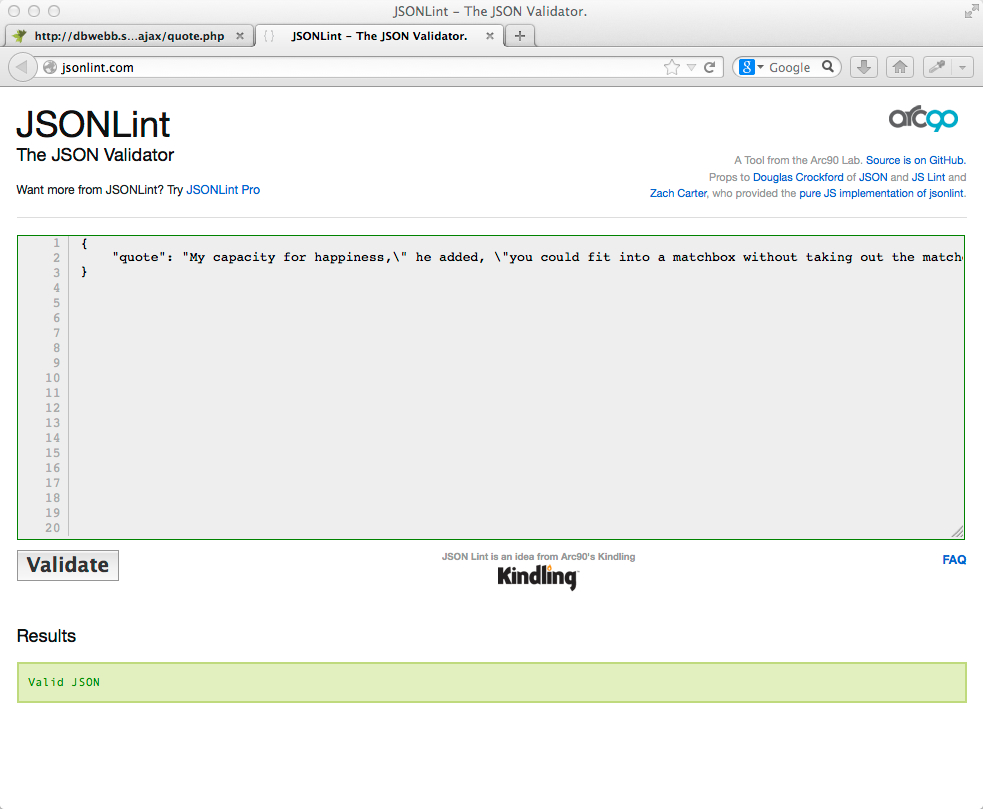 JSONLint – The JSON Validator.
http://dbwebb.s...ajax/quote.php
JSONLint – The JSON Validator.
jsonlint.com
Google
JSONLint
The JSON Validator
Want more from JSONLint? Try JSONLint Pro
arc90
A Tool from the Arc90 Lab. Source is on GitHub.
Props to Douglas Crockford of JSON and JS Lint and
Zach Carter, who provided the pure JS implementation of jsonlint.
1 {
2 "quote": "My capacity for happiness,\" he added, \"you could fit into a matchbox without taking out the match
3 }
4
5
6
7
8
9
10
11
12
13
14
15
16
17
18
19
20
Validate
JSON Lint is an idea from Arc90's Kindling
Kindling
FAQ
Results
Valid JSON